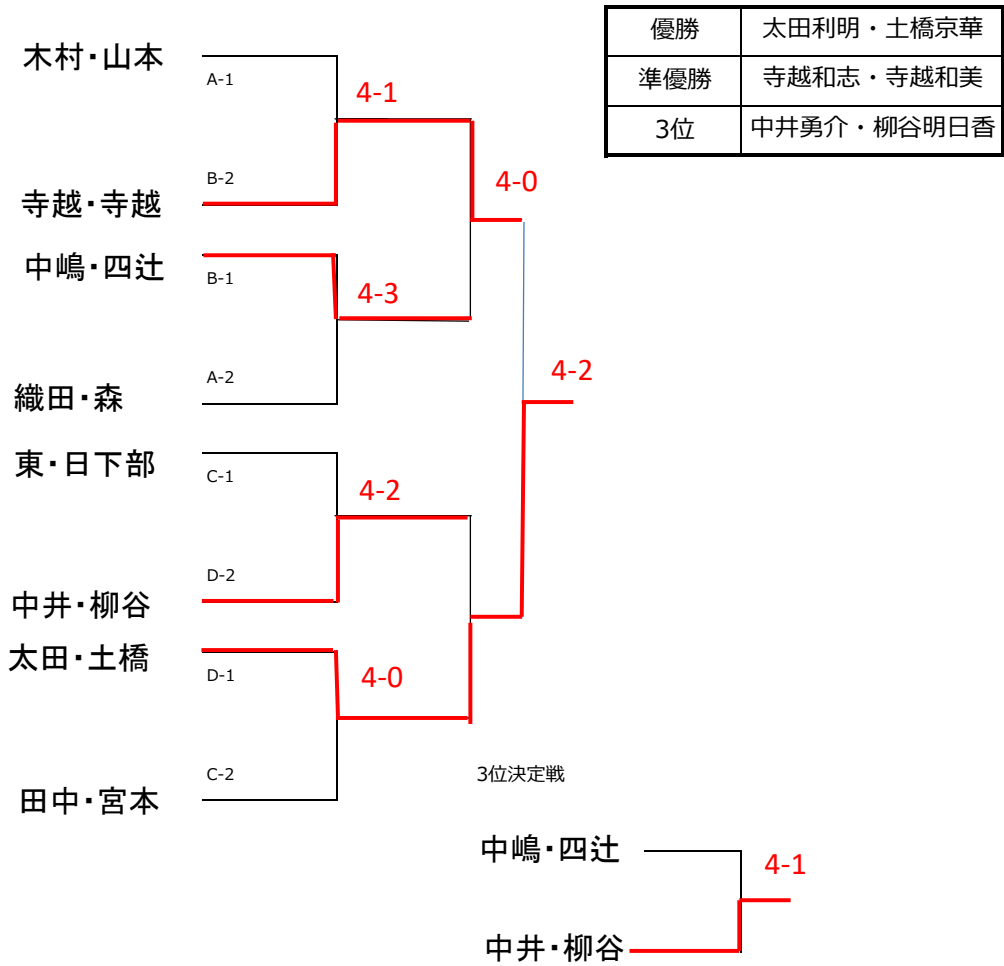 優勝 太田利明・土橋京華
準優勝 寺越和志・寺越和美
3位 中井勇介・柳谷明日香
木村・山本
A-1
4-1
B-2
寺越・寺越
4-0
中嶋・四辻
B-1
4-3
A-2
織田・森
4-2
東・日下部
C-1
4-2
D-2
中井・柳谷
太田・土橋
D-1
4-0
C-2
田中・宮本
3位決定戦
中嶋・四辻
4-1
中井・柳谷